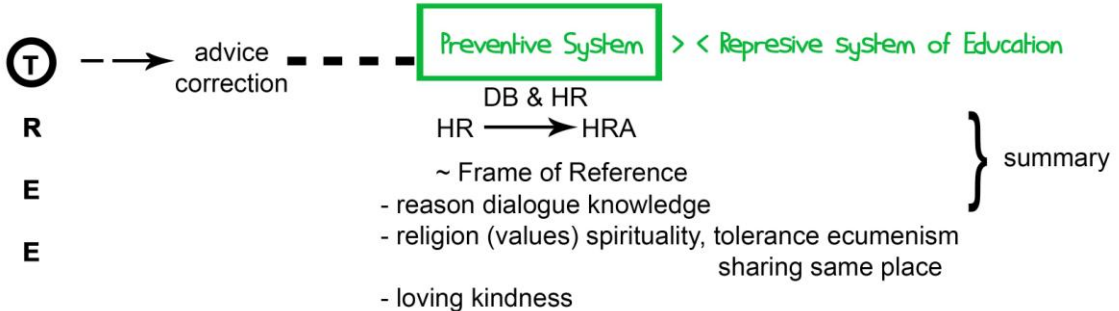 Preventive System > < Represive system of Education
T advice
correction
DB & HR
R HR HRA
~ Frame of Reference
} summary
E - reason dialogue knowledge
- religion (values) spirituality, tolerance ecumenism
E sharing same place
- loving kindness